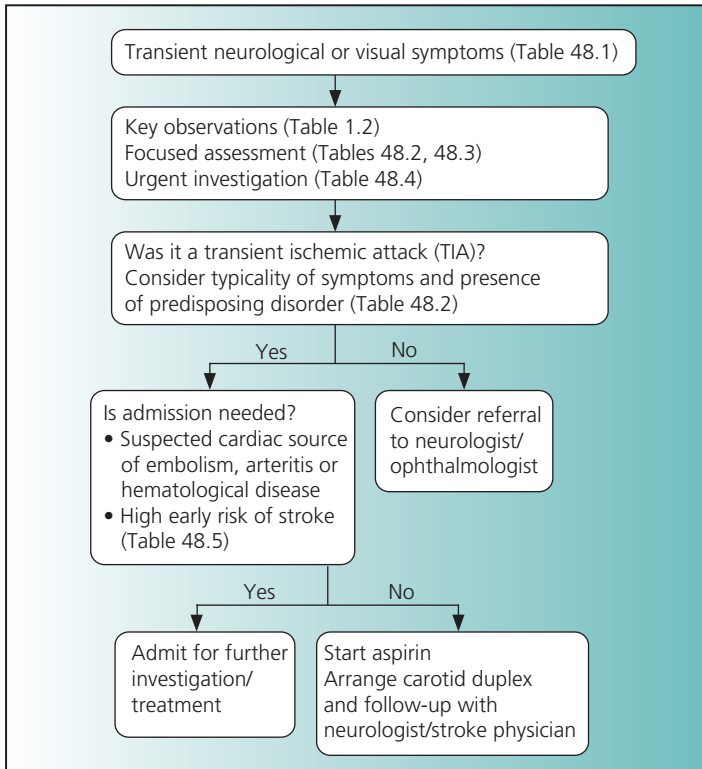 Transient neurological or visual symptoms (Table 48.1)
Key observations (Table 1.2)
Focused assessment (Tables 48.2, 48.3)
Urgent investigation (Table 48.4)
Was it a transient ischemic attack (TIA)?
Consider typicality of symptoms and presence
of predisposing disorder (Table 48.2)
Yes
No
Is admission needed?
• Suspected cardiac source
of embolism, arteritis or
hematological disease
• High early risk of stroke
(Table 48.5)
Consider referral
to neurologist/
ophthalmologist
Yes
No
Admit for further
investigation/
treatment
Start aspirin
Arrange carotid duplex
and follow-up with
neurologist/stroke physician